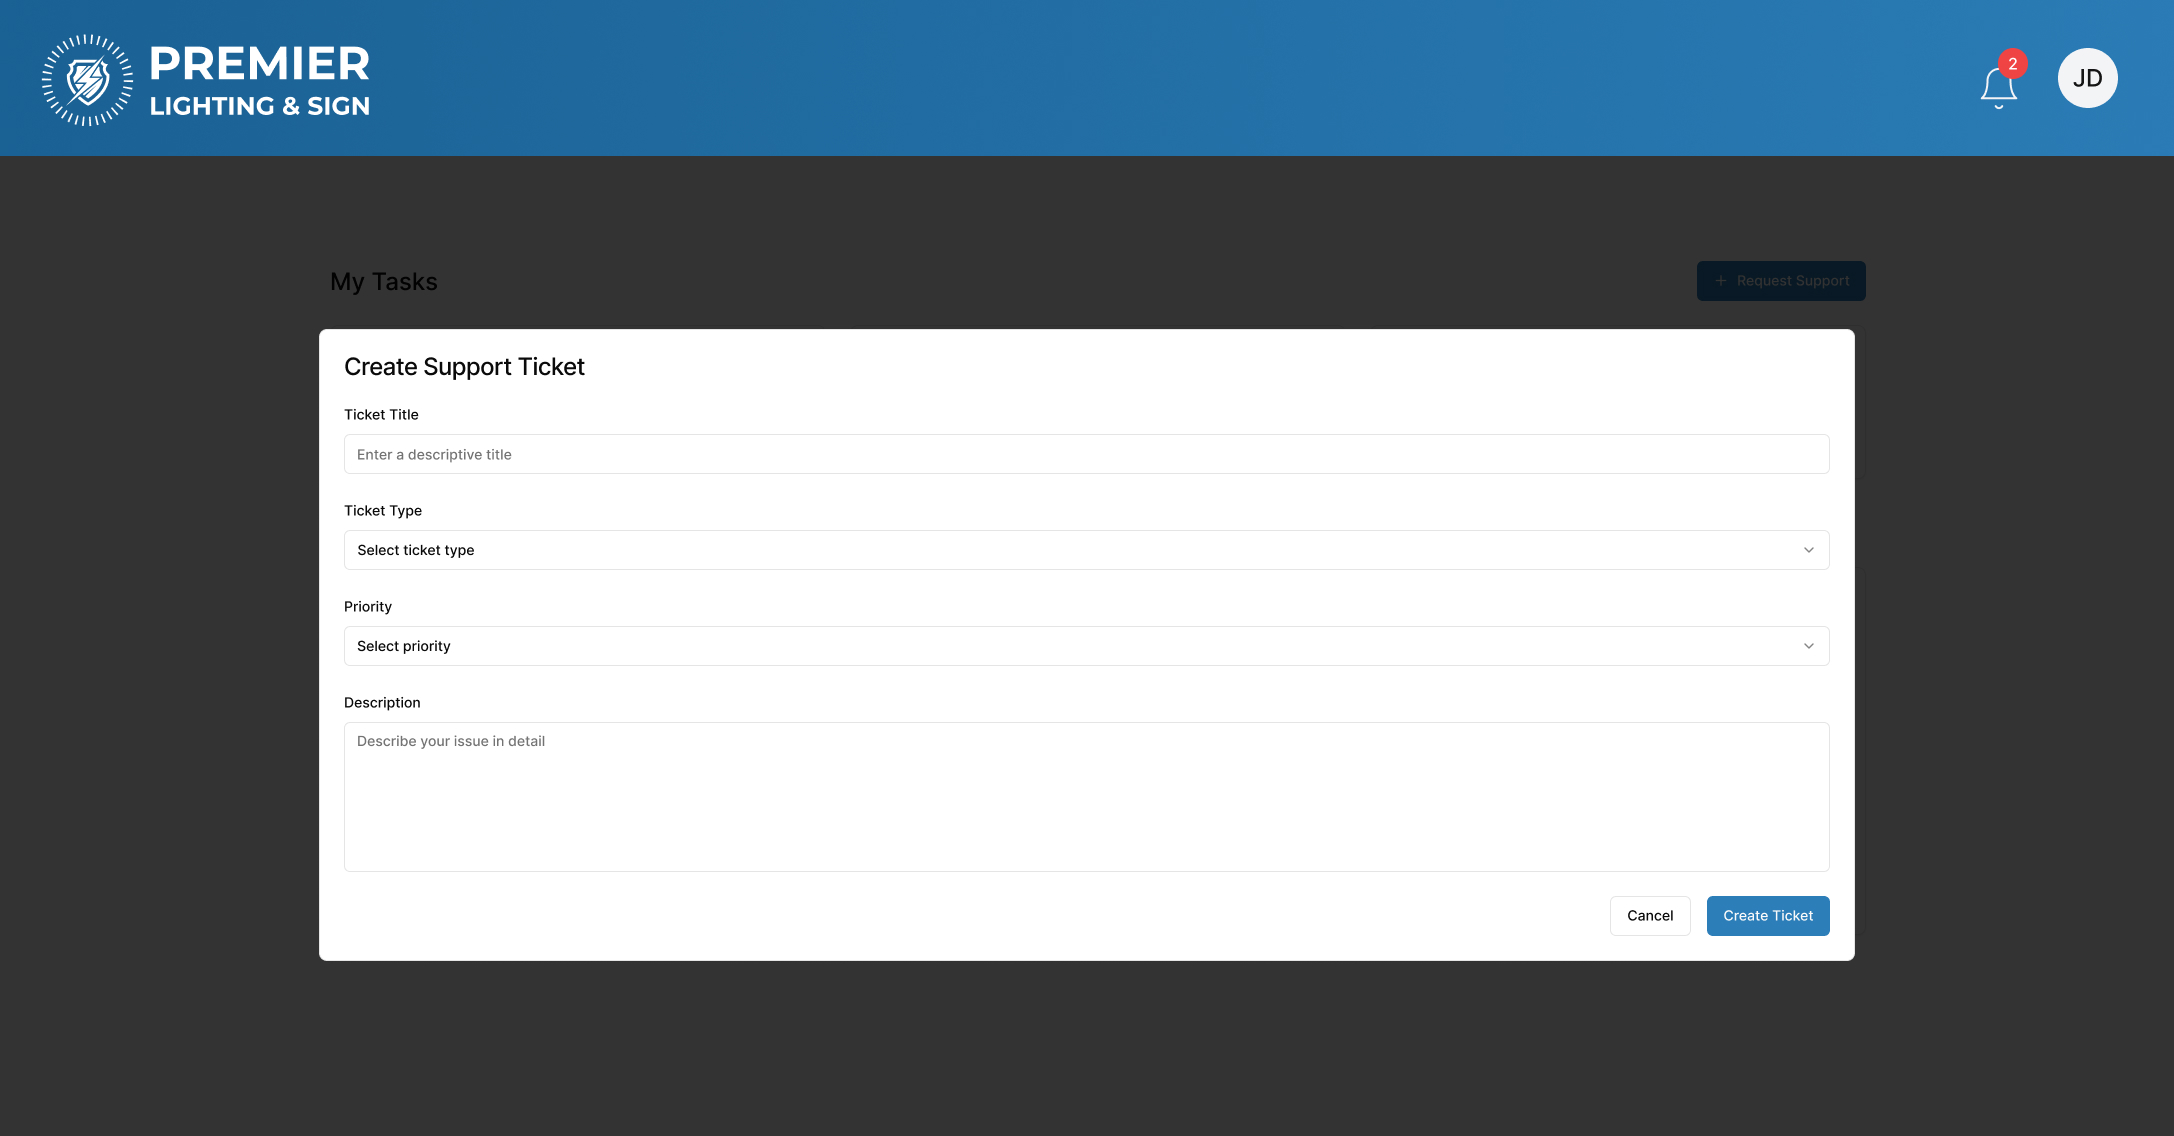 PREMIER
LIGHTING & SIGN
2
JD
My Tasks
+ Request Support
Create Support Ticket
Ticket Title
Enter a descriptive title
Ticket Type
Select ticket type
Priority
Select priority
Description
Describe your issue in detail
Cancel
Create Ticket